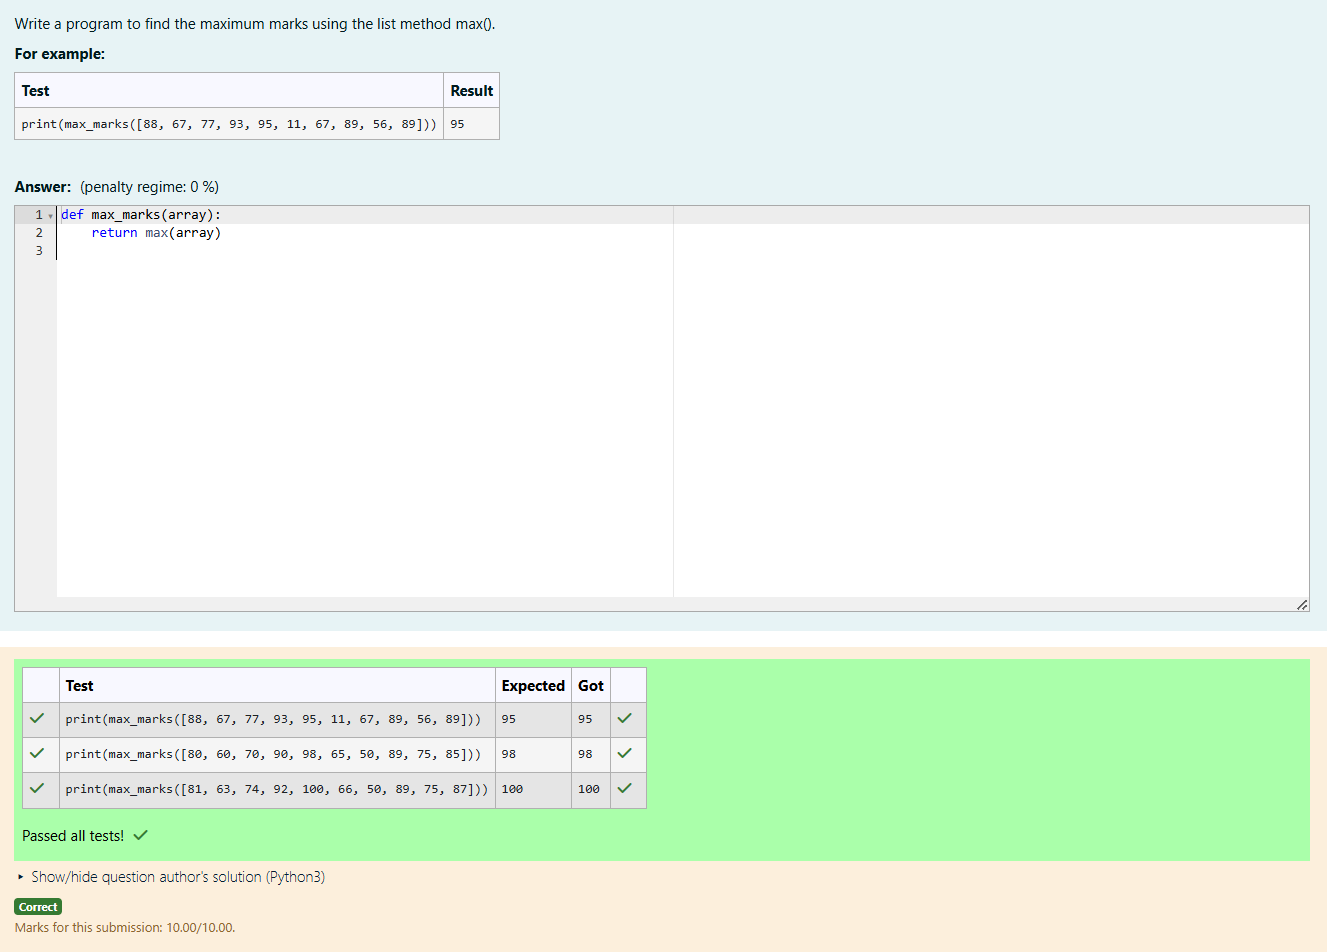 Write a program to find the maximum marks using the list method max().
For example:
Test Result
print(max_marks([88, 67, 77, 93, 95, 11, 67, 89, 56, 89])) 95
Answer: (penalty regime: 0 %)
1 def max_marks(array):
2 return max(array)
3
Test Expected Got
print(max_marks([88, 67, 77, 93, 95, 11, 67, 89, 56, 89])) 95 95
print(max_marks([80, 60, 70, 90, 98, 65, 50, 89, 75, 85])) 98 98
print(max_marks([81, 63, 74, 92, 100, 66, 50, 89, 75, 87])) 100 100
Passed all tests!
Show/hide question author's solution (Python3)
Correct
Marks for this submission: 10.00/10.00.